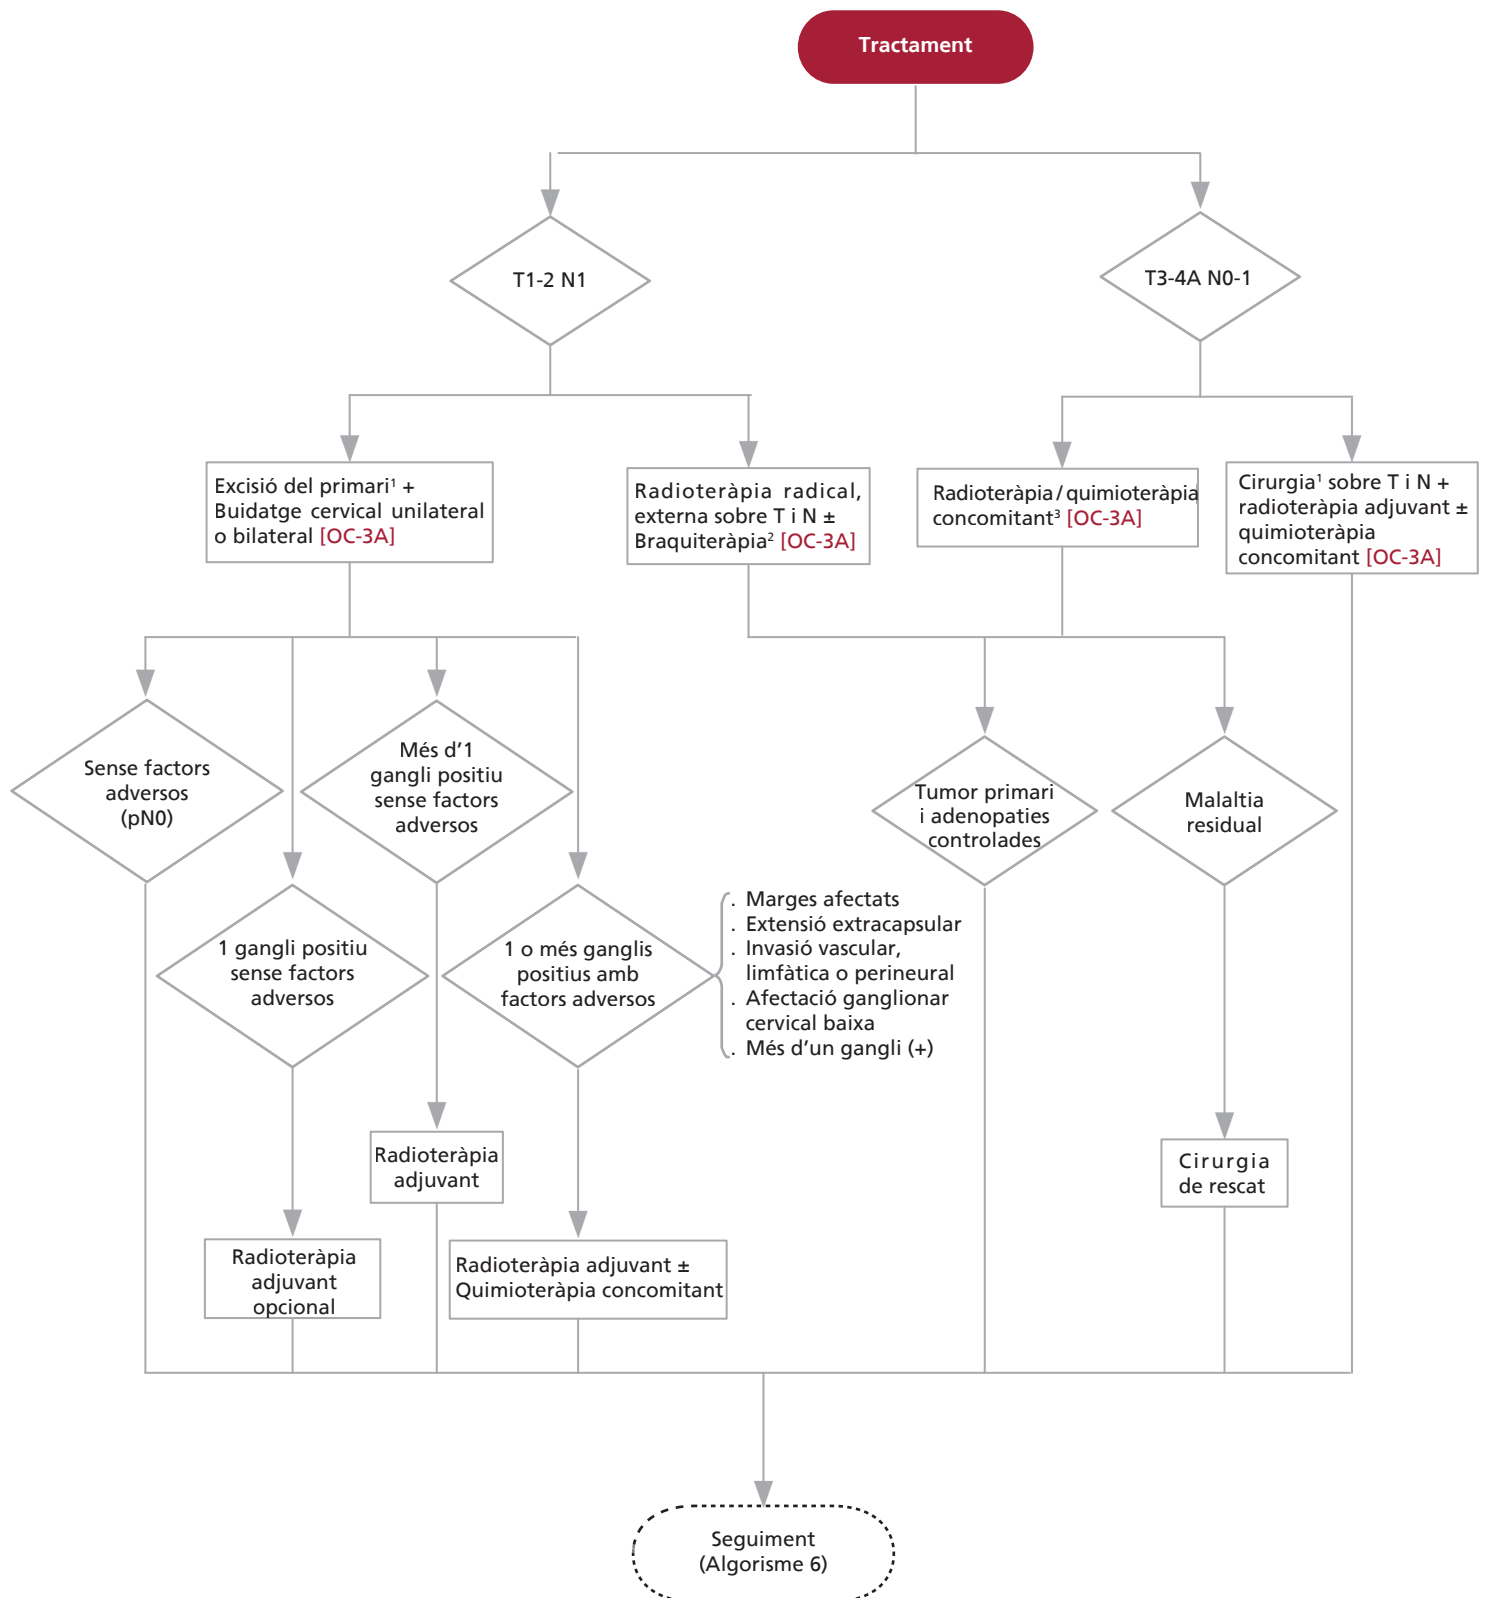 Tractament
T1-2 N1
T3-4A N0-1
Excisió del primari¹ +
Buidatge cervical unilateral
o bilateral [OC-3A]
Radioteràpia radical,
externa sobre T i N ±
Braquiteràpia² [OC-3A]
Radioteràpia / quimioteràpia
concomitant³ [OC-3A]
Cirurgia¹ sobre T i N +
radioteràpia adjuvant ±
quimioteràpia
concomitant [OC-3A]
Sense factors
adversos
(pN0)
Més d'1
gangli positiu
sense factors
adversos
Tumor primari
i adenopaties
controlades
Malaltia
residual
1 gangli positiu
sense factors
adversos
1 o més ganglis
positius amb
factors adversos
. Marges afectats
. Extensió extracapsular
. Invasió vascular,
limfàtica o perineural
. Afectació ganglionar
cervical baixa
. Més d'un gangli (+)
Radioteràpia
adjuvant
Cirurgia
de rescat
Radioteràpia
adjuvant
opcional
Radioteràpia adjuvant ±
Quimioteràpia concomitant
Seguiment
(Algorisme 6)